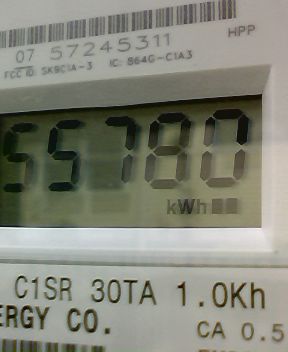 HPP
07 57245311
FCC ID: SK9C1A-3 IC: 864G-C1A3
55780
kWh
C1SR 30TA 1.0Kh
ERGY CO.
CA 0.5